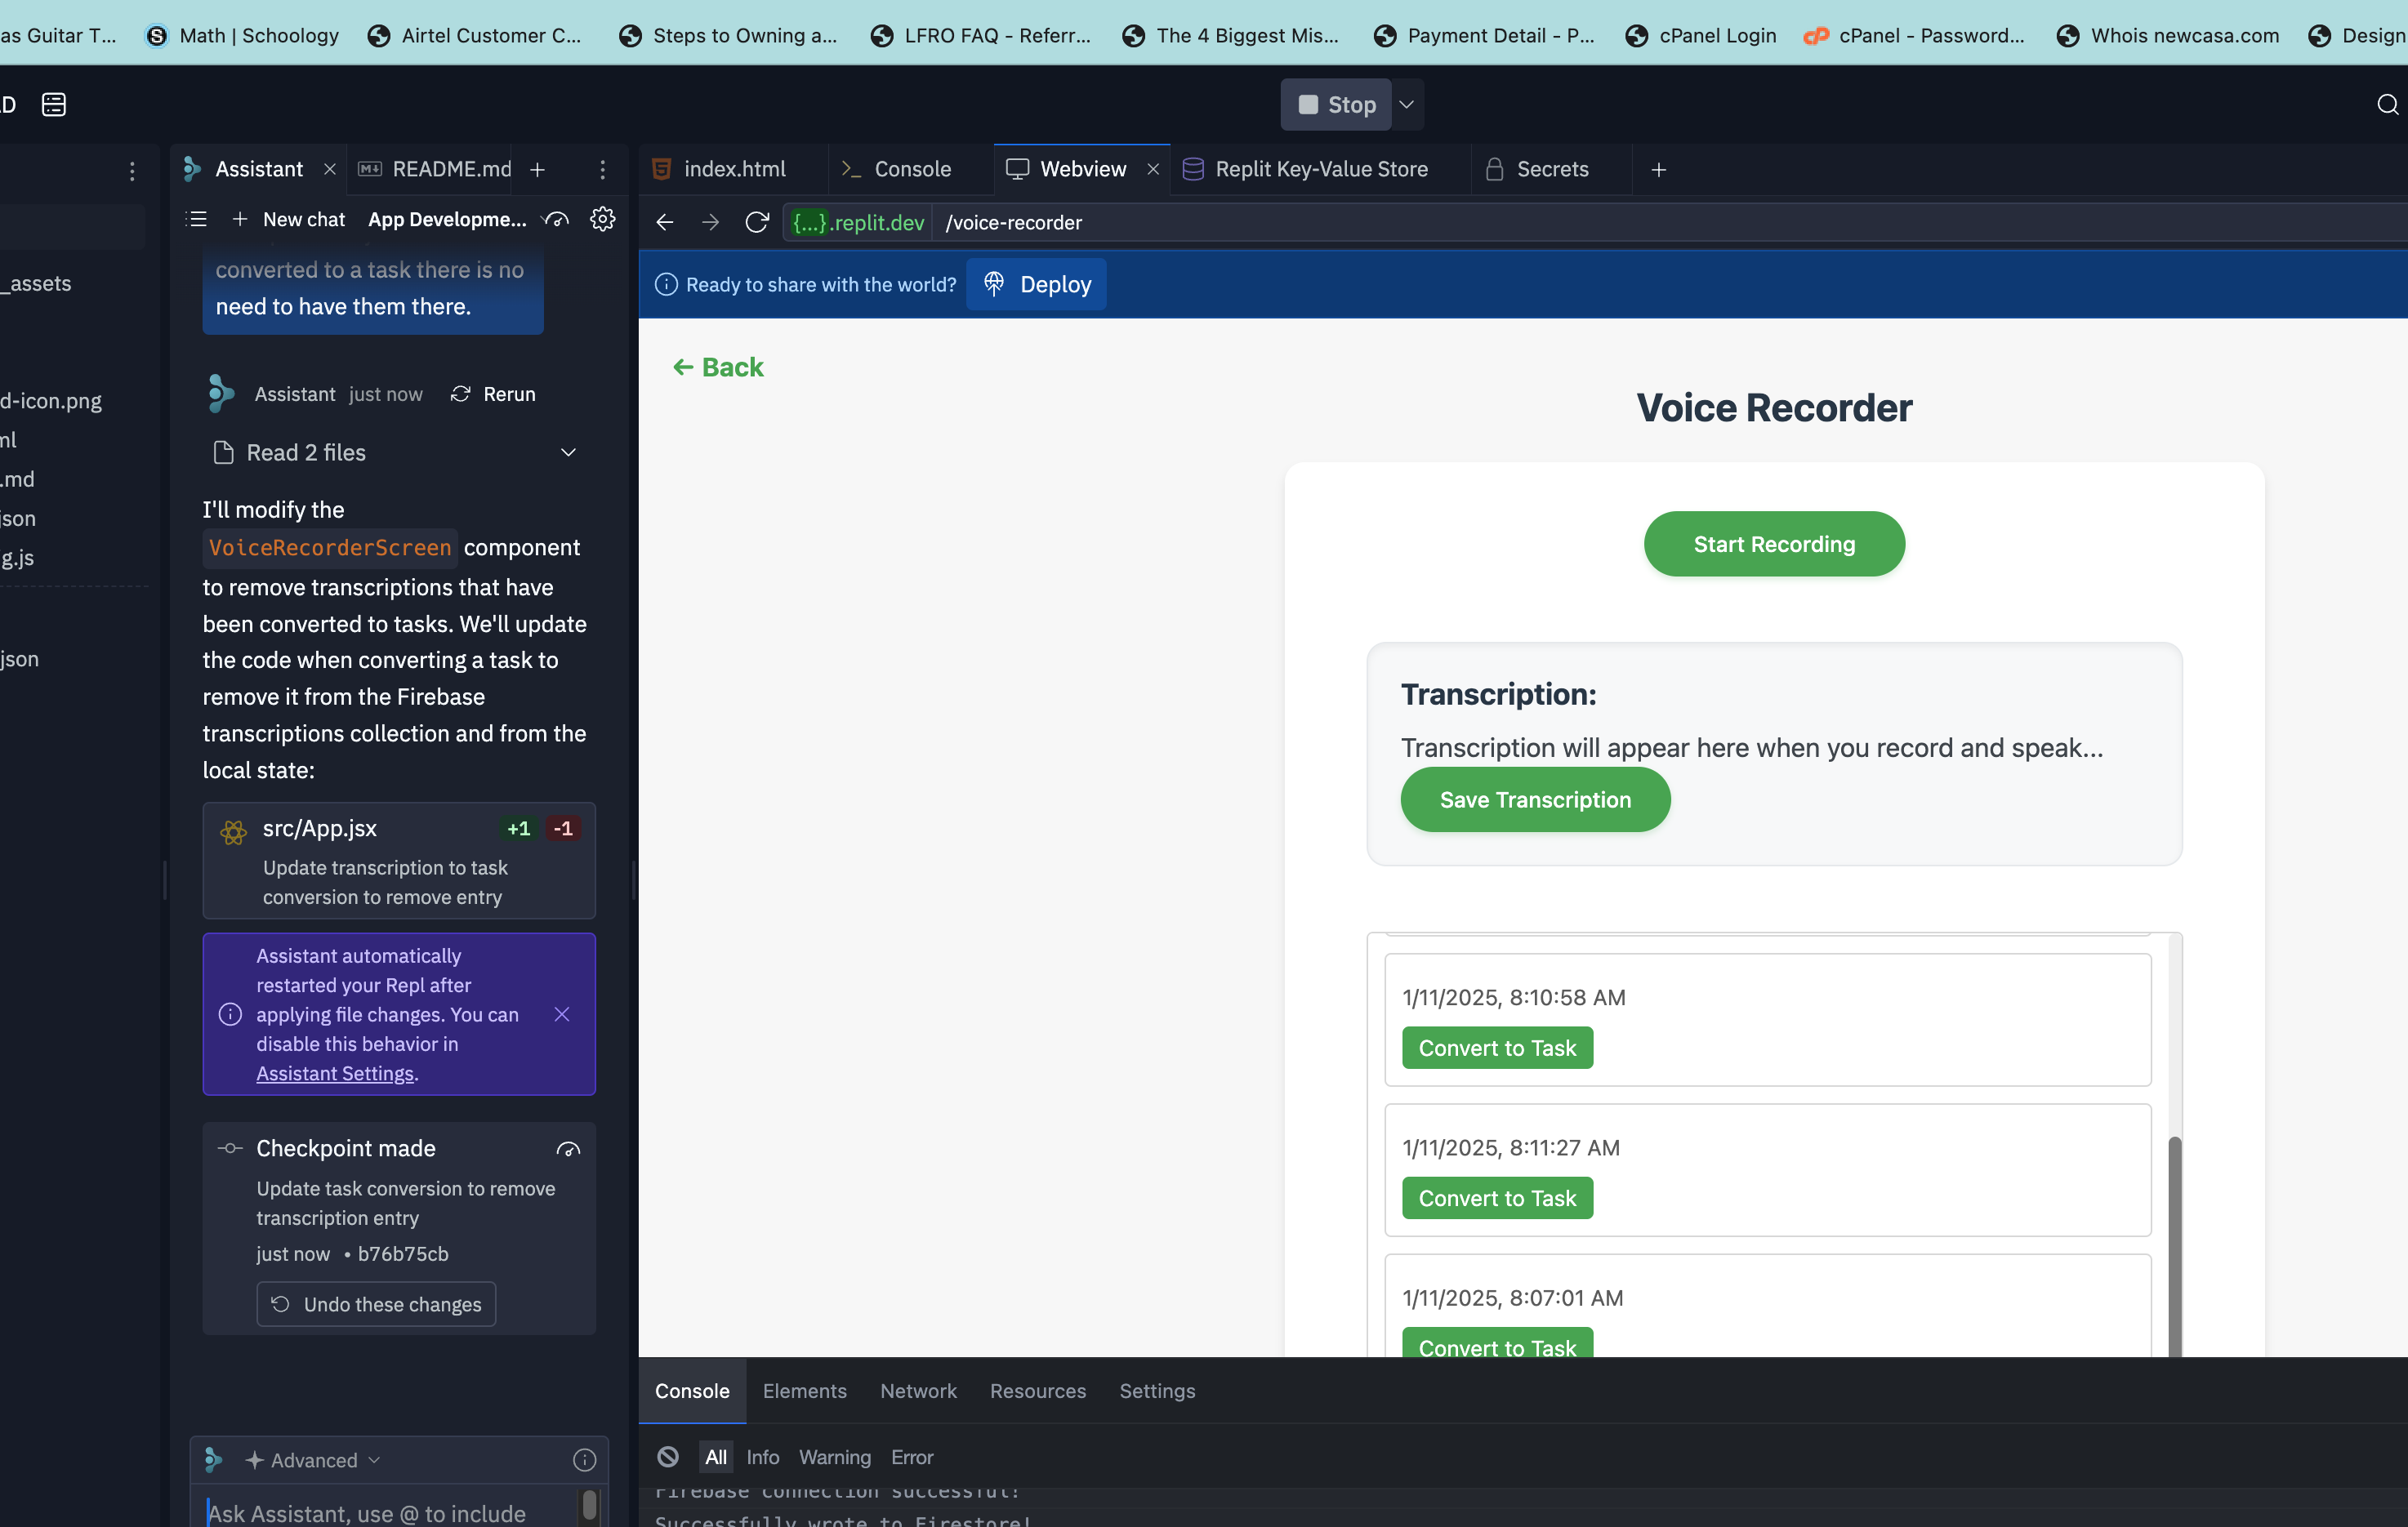 as Guitar T... Math | Schoology Airtel Customer C... Steps to Owning a... LFRO FAQ - Referr... The 4 Biggest Mis... Payment Detail - P... cPanel Login cPanel - Password... Whois newcasa.com Design
Stop
Assistant README.md
New chat App Developme...
converted to a task there is no
need to have them there.
_assets
d-icon.png
ml
.md
json
g.js
json
Assistant just now Rerun
Read 2 files
I'll modify the
VoiceRecorderScreen component
to remove transcriptions that have
been converted to tasks. We'll update
the code when converting a task to
remove it from the Firebase
transcriptions collection and from the
local state:
src/App.jsx +1 -1
Update transcription to task
conversion to remove entry
Assistant automatically
restarted your Repl after
applying file changes. You can
disable this behavior in
Assistant Settings.
Checkpoint made
Update task conversion to remove
transcription entry
just now • b76b75cb
Undo these changes
Advanced
Ask Assistant, use @ to include
index.html Console Webview Replit Key-Value Store Secrets
{...}.replit.dev /voice-recorder
Ready to share with the world? Deploy
← Back
Voice Recorder
Start Recording
Transcription:
Transcription will appear here when you record and speak...
Save Transcription
1/11/2025, 8:10:58 AM
Convert to Task
1/11/2025, 8:11:27 AM
Convert to Task
1/11/2025, 8:07:01 AM
Convert to Task
Console Elements Network Resources Settings
All Info Warning Error
Firebase connection successful!
Successfully wrote to Firestore!